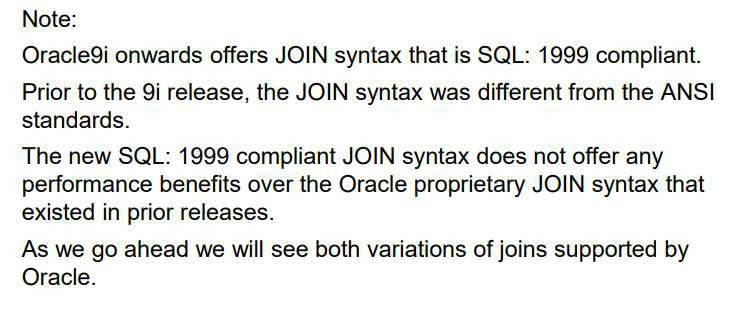 Note:
Oracle9i onwards offers JOIN syntax that is SQL: 1999 compliant.
Prior to the 9i release, the JOIN syntax was different from the ANSI
standards.
The new SQL: 1999 compliant JOIN syntax does not offer any
performance benefits over the Oracle proprietary JOIN syntax that
existed in prior releases.
As we go ahead we will see both variations of joins supported by
Oracle.